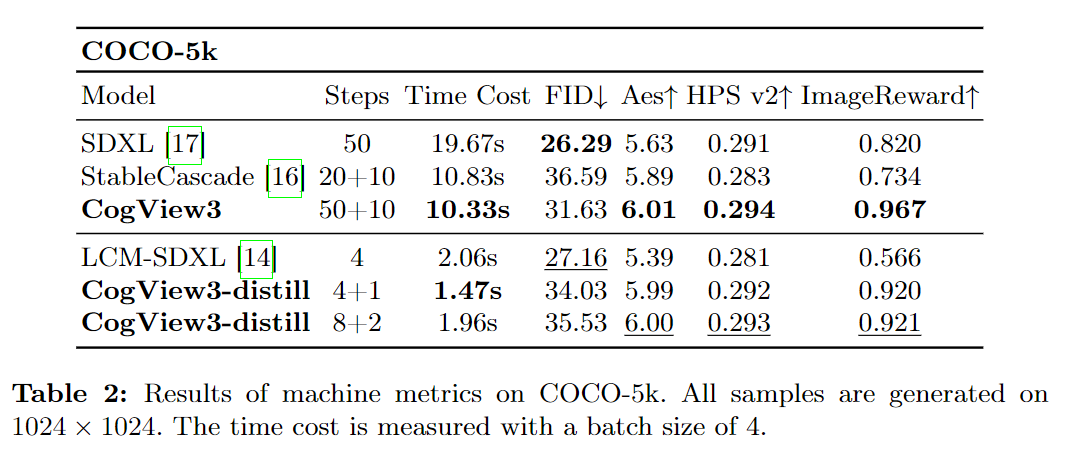 COCO-5k
Model Steps Time Cost FID↓ Aes↑ HPS v2↑ ImageReward↑
SDXL [17] 50 19.67s 26.29 5.63 0.291 0.820
StableCascade [16] 20+10 10.83s 36.59 5.89 0.283 0.734
CogView3 50+10 10.33s 31.63 6.01 0.294 0.967
LCM-SDXL [14] 4 2.06s 27.16 5.39 0.281 0.566
CogView3-distill 4+1 1.47s 34.03 5.99 0.292 0.920
CogView3-distill 8+2 1.96s 35.53 6.00 0.293 0.921
Table 2: Results of machine metrics on COCO-5k. All samples are generated on
1024 × 1024. The time cost is measured with a batch size of 4.